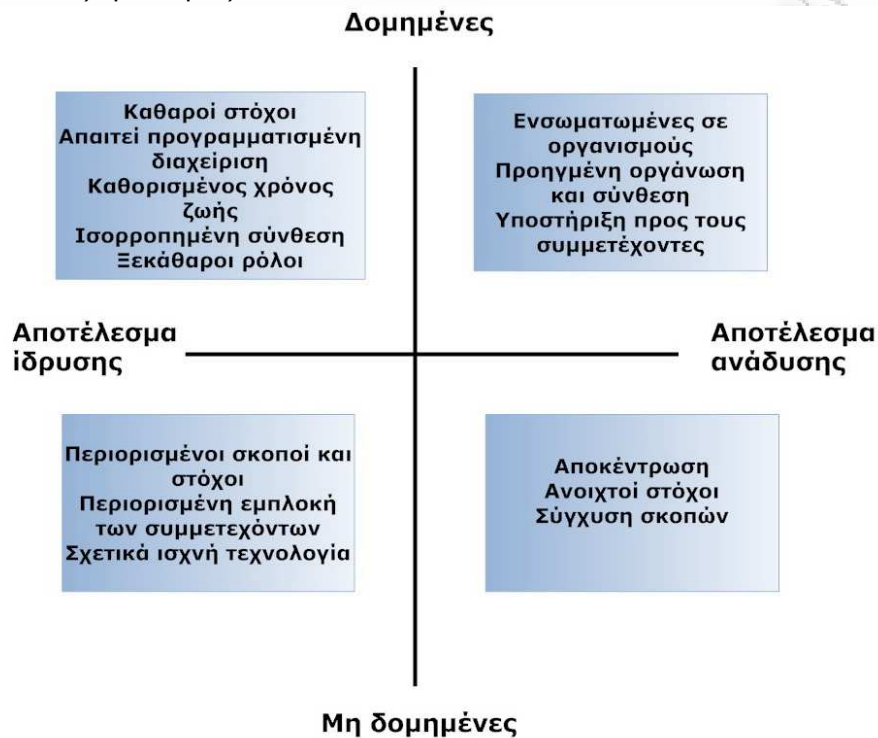 Δομημένες
Καθαροί στόχοι
Απαιτεί προγραμματισμένη
διαχείριση
Καθορισμένος χρόνος
ζωής
Ισορροπημένη σύνθεση
Ξεκάθαροι ρόλοι
Ενσωματωμένες σε
οργανισμούς
Προηγμένη οργάνωση
και σύνθεση
Υποστήριξη προς τους
συμμετέχοντες
Αποτέλεσμα
ίδρυσης
Αποτέλεσμα
ανάδυσης
Περιορισμένοι σκοποί και
στόχοι
Περιορισμένη εμπλοκή
των συμμετεχόντων
Σχετικά ισχνή τεχνολογία
Αποκέντρωση
Ανοιχτοί στόχοι
Σύγχυση σκοπών
Μη δομημένες